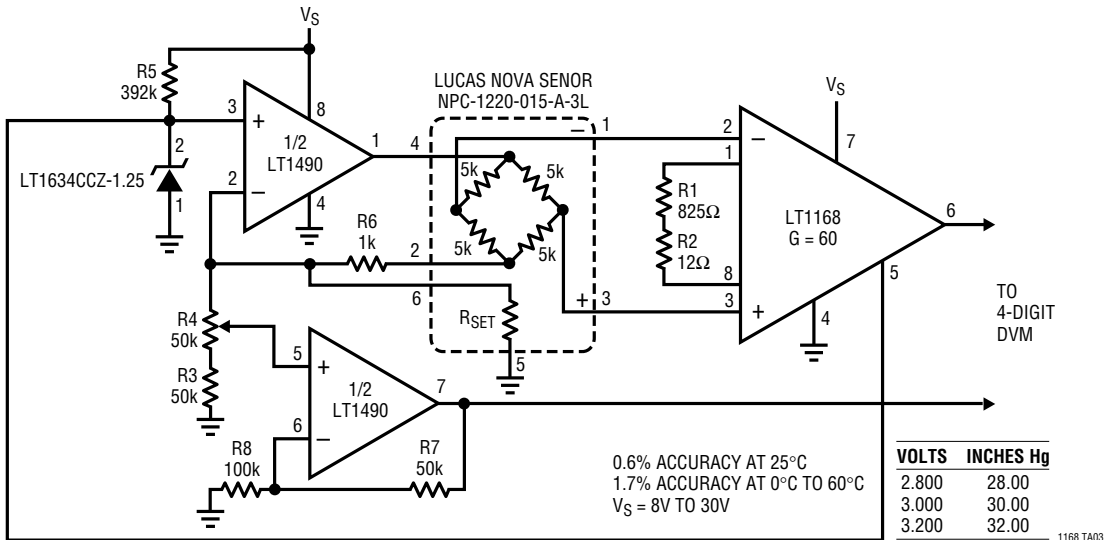 VS
R5
392k
3
+
8
1/2
LT1490
1
2
–
4
2
LT1634CCZ-1.25
1
LUCAS NOVA SENOR
NPC-1220-015-A-3L
4
– 1
5k
5k
5k
5k
R6
1k
2
6
+ 3
RSET
5
VS
7
2
–
1
R1
825Ω
R2
12Ω
8
3
+
LT1168
G = 60
6
5
4
TO
4-DIGIT
DVM
R4
50k
R3
50k
5
+
1/2
LT1490
7
6
–
R8
100k
R7
50k
0.6% ACCURACY AT 25°C
1.7% ACCURACY AT 0°C TO 60°C
VS = 8V TO 30V
VOLTS INCHES Hg
2.800 28.00
3.000 30.00
3.200 32.00
1168 TA03